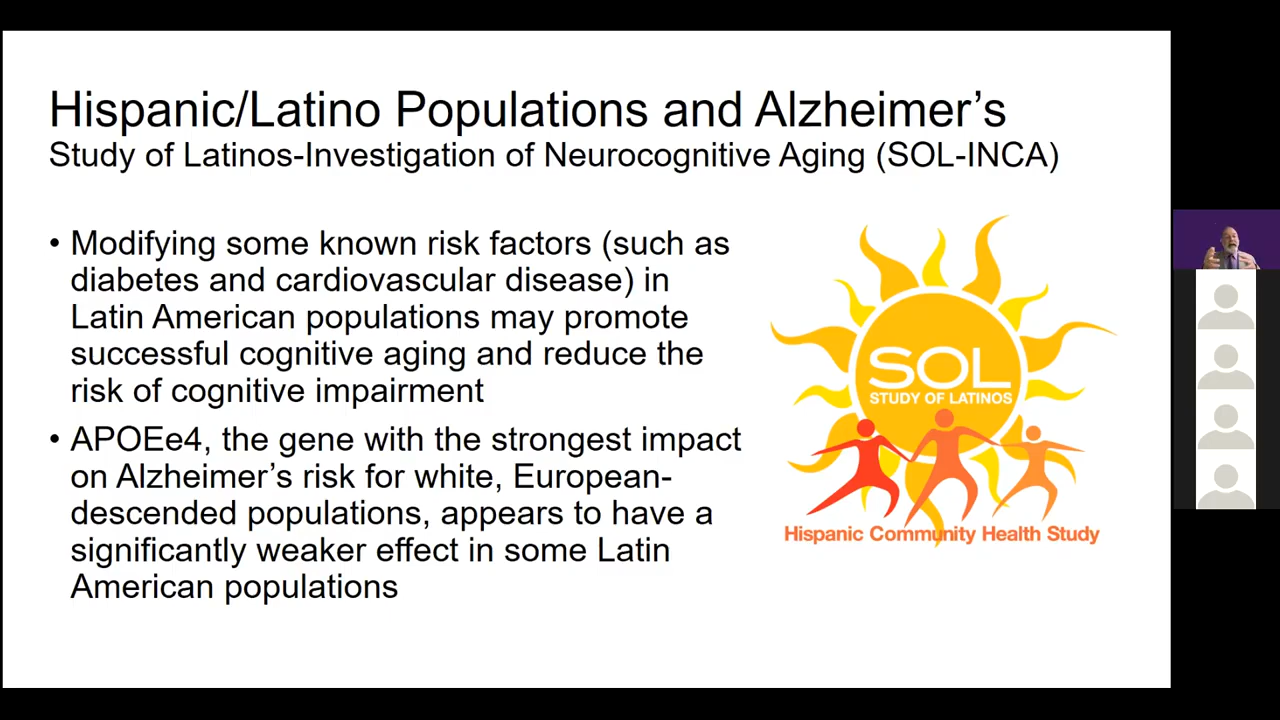 Hispanic/Latino Populations and Alzheimer’s
Study of Latinos-Investigation of Neurocognitive Aging (SOL-INCA)
• Modifying some known risk factors (such as
diabetes and cardiovascular disease) in
Latin American populations may promote
successful cognitive aging and reduce the
risk of cognitive impairment
• APOEe4, the gene with the strongest impact
on Alzheimer’s risk for white, European-
descended populations, appears to have a
significantly weaker effect in some Latin
American populations
SOL
STUDY OF LATINOS
Hispanic Community Health Study